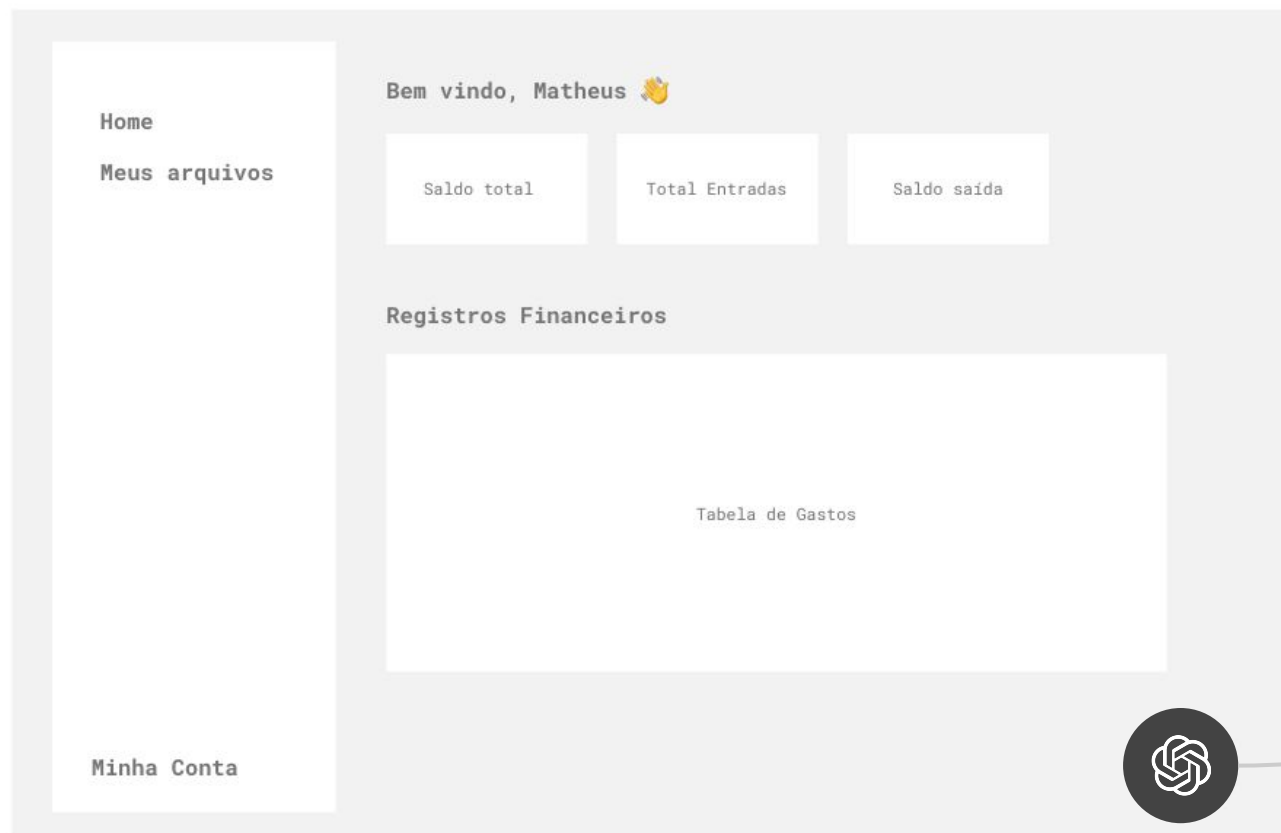 Home
Meus arquivos
Minha Conta
Bem vindo, Matheus 👋
Saldo total
Total Entradas
Saldo saída
Registros Financeiros
Tabela de Gastos